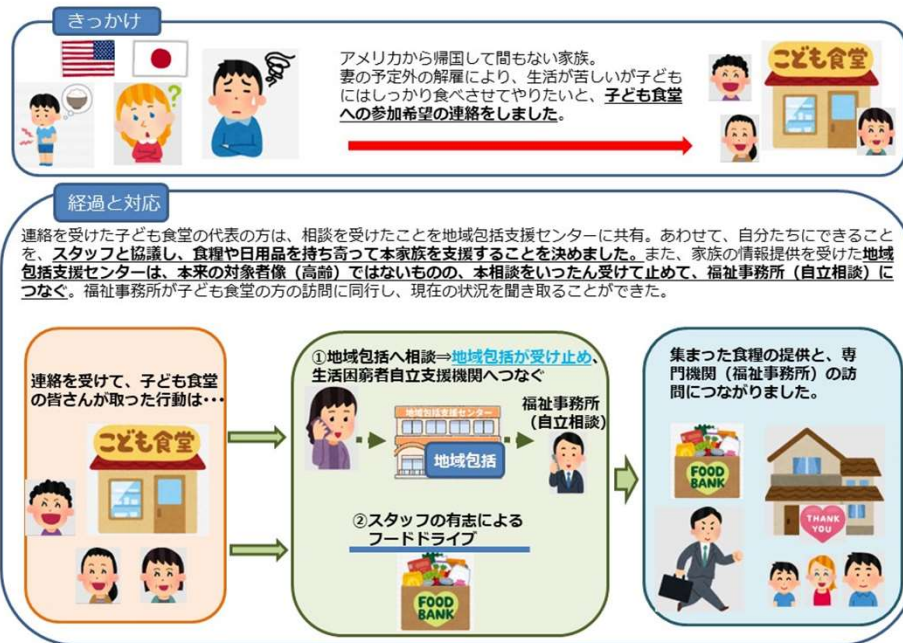 きっかけ
アメリカから帰国して間もない家族。
妻の予定外の解雇により、生活が苦しいが子ども
にはしっかり食べさせてやりたいと、子ども食堂
への参加希望の連絡をしました。
?
こども食堂
経過と対応
連絡を受けた子ども食堂の代表の方は、相談を受けたことを地域包括支援センターに共有。あわせて、自分たちにできること
を、スタッフと協議し、食糧や日用品を持ち寄って本家族を支援することを決めました。また、家族の情報提供を受けた地域
包括支援センターは、本来の対象者像（高齢）ではないものの、本相談をいったん受けて止めて、福祉事務所（自立相談）に
つなぐ。福祉事務所が子ども食堂の方の訪問に同行し、現在の状況を聞き取ることができた。
連絡を受けて、子ども食堂
の皆さんが取った行動は・・・
こども食堂
①地域包括へ相談⇒地域包括が受け止め、
生活困窮者自立支援機関へつなぐ
地域包括支援センター
地域包括
福祉事務所
（自立相談）
②スタッフの有志による
フードドライブ
FOOD
BANK
集まった食糧の提供と、専
門機関（福祉事務所）の訪
問につながりました。
FOOD
BANK
THANK
YOU